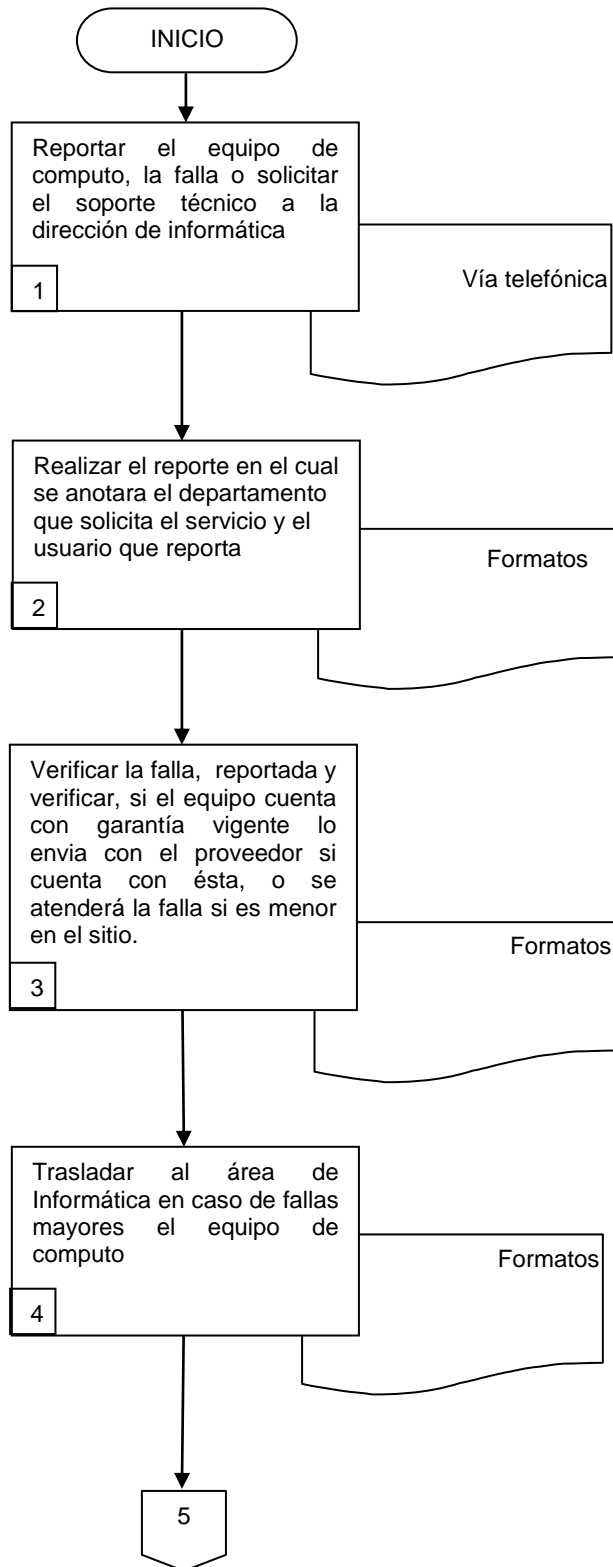 INICIO
Reportar el equipo de
computo, la falla o solicitar
el soporte técnico a la
dirección de informática
1
Vía telefónica
Realizar el reporte en el cual
se anotara el departamento
que solicita el servicio y el
usuario que reporta
2
Formatos
Verificar la falla, reportada y
verificar, si el equipo cuenta
con garantía vigente lo
envia con el proveedor si
cuenta con ésta, o se
atenderá la falla si es menor
en el sitio.
3
Formatos
Trasladar al área de
Informática en caso de fallas
mayores el equipo de
computo
4
Formatos
5